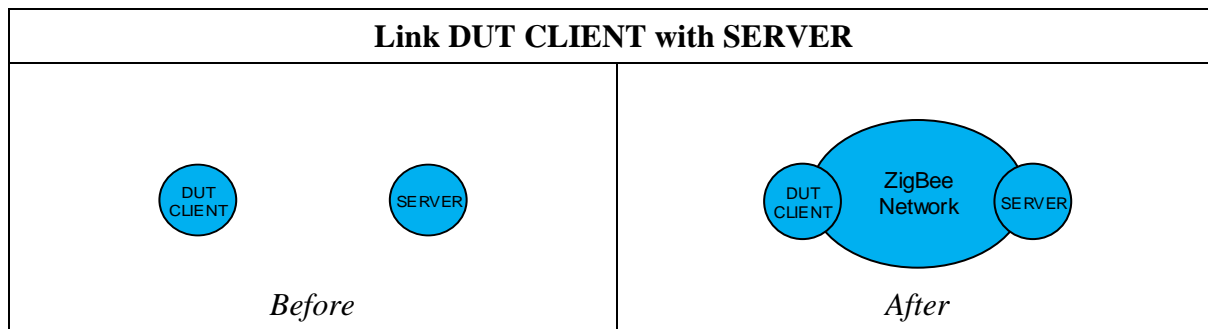 Link DUT CLIENT with SERVER
DUT
CLIENT
SERVER
Before
DUT
CLIENT
ZigBee
Network
SERVER
After